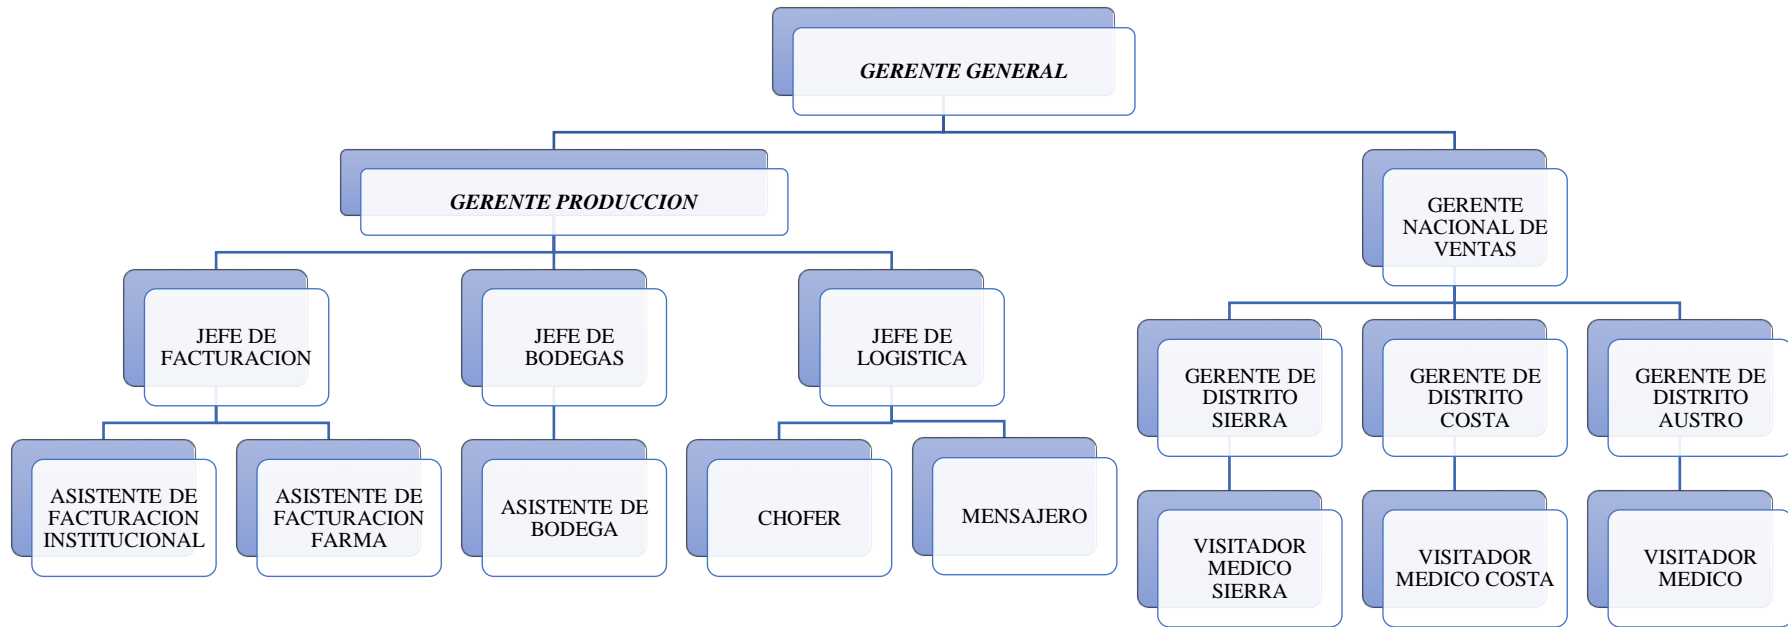 GERENTE GENERAL
GERENTE PRODUCCION
GERENTE
NACIONAL DE
VENTAS
JEFE DE
FACTURACION
JEFE DE
BODEGAS
JEFE DE
LOGISTICA
GERENTE DE
DISTRITO
SIERRA
GERENTE DE
DISTRITO
COSTA
GERENTE DE
DISTRITO
AUSTRO
ASISTENTE DE
FACTURACION
INSTITUCIONAL
ASISTENTE DE
FACTURACION
FARMA
ASISTENTE DE
BODEGA
CHOFER
MENSAJERO
VISITADOR
MEDICO
SIERRA
VISITADOR
MEDICO COSTA
VISITADOR
MEDICO